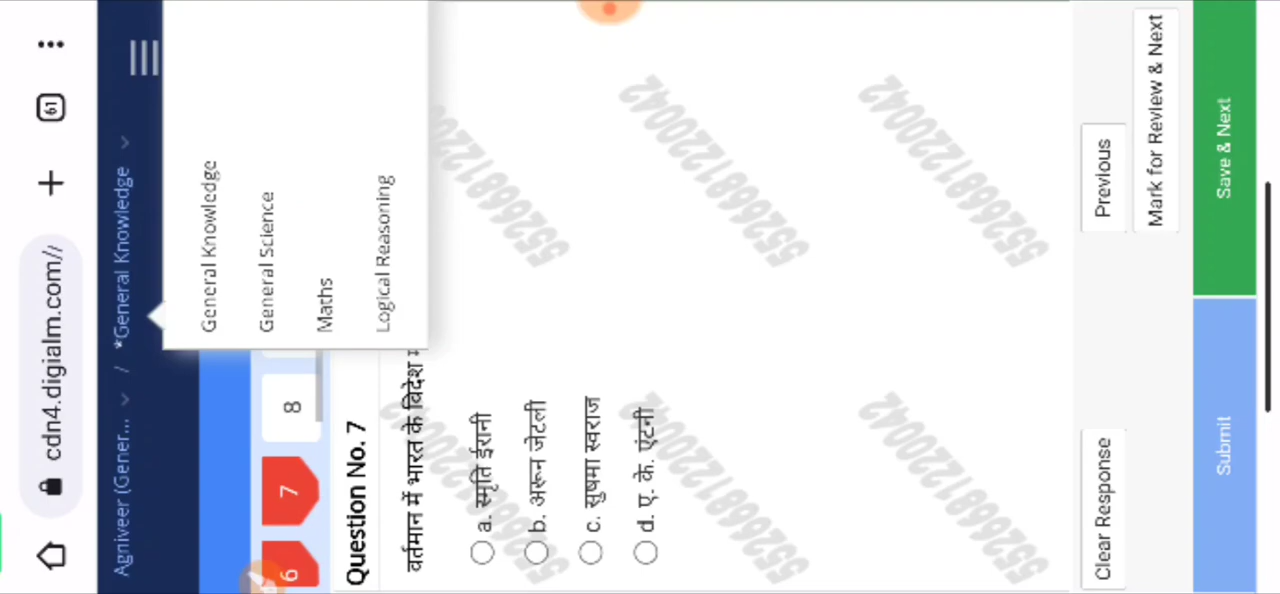 cdn4.digialm.com//
61
Agniveer (Gener... / *General Knowledge
General Knowledge
General Science
Maths
Logical Reasoning
6 7 8
Question No. 7
वर्तमान में भारत के विदेश
a. स्मृति ईरानी
b. अरून जेटली
c. सुषमा स्वराज
d. ए. के. एंटनी
Clear Response Previous
Mark for Review & Next
Submit Save & Next